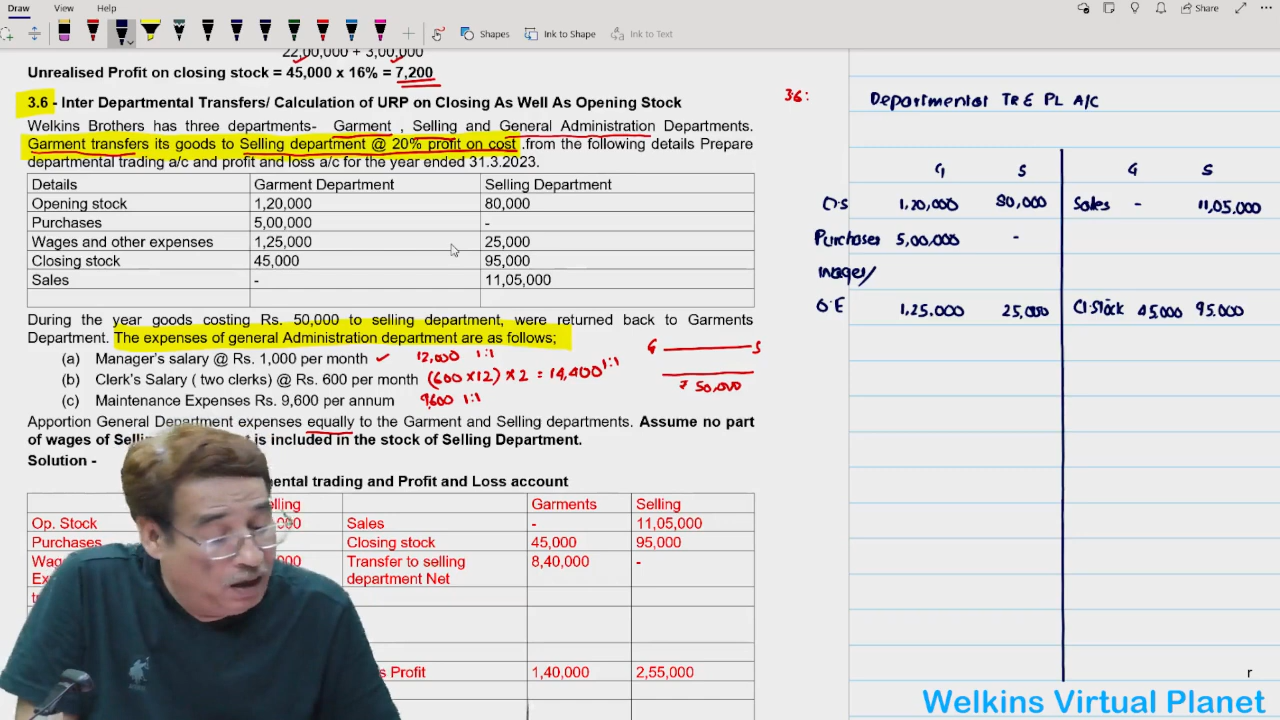 Draw View Help
Share
Shapes Ink to Shape Ink to Text
22,00,000 + 3,00,000
Unrealised Profit on closing stock = 45,000 x 16% = 7,200
3.6 - Inter Departmental Transfers/ Calculation of URP on Closing As Well As Opening Stock
Welkins Brothers has three departments- Garment , Selling and General Administration Departments.
Garment transfers its goods to Selling department @ 20% profit on cost .from the following details Prepare
departmental trading a/c and profit and loss a/c for the year ended 31.3.2023.
Details Garment Department Selling Department
Opening stock 1,20,000 80,000
Purchases 5,00,000 -
Wages and other expenses 1,25,000 25,000
Closing stock 45,000 95,000
Sales - 11,05,000
During the year goods costing Rs. 50,000 to selling department, were returned back to Garments
Department. The expenses of general Administration department are as follows;
(a) Manager's salary @ Rs. 1,000 per month 12,000 1:1
(b) Clerk's Salary ( two clerks) @ Rs. 600 per month (600 x 12) x 2 = 14,400 1:1
(c) Maintenance Expenses Rs. 9,600 per annum 9,600 1:1
G S
₹ 50,000
Apportion General Department expenses equally to the Garment and Selling departments. Assume no part
of wages of is included in the stock of Selling Department.
Solution -
trading and Profit and Loss account
Garments Selling
Op. Stock Sales - 11,05,000
Purchases Closing stock 45,000 95,000
Transfer to selling 8,40,000 -
department Net
Profit 1,40,000 2,55,000
3.6:
Departmental TR & PL A/C
G S G S
O.S 1,20,000 80,000 Sales - 11,05,000
Purchases 5,00,000 -
Wages/
O.E 1,25,000 25,000 Cl.Stock 45,000 95,000
r
Welkins Virtual Planet